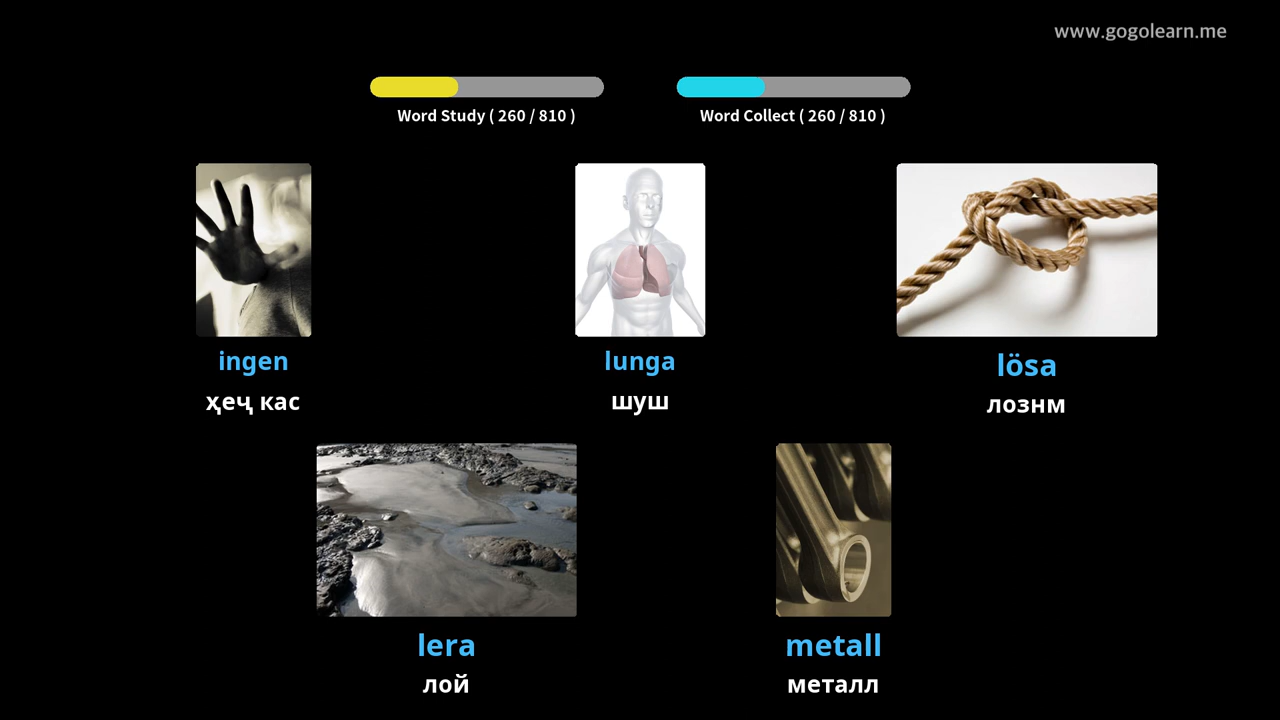 www.gogolearn.me
Word Study ( 260 / 810 )
Word Collect ( 260 / 810 )
ingen
ҳеҷ кас
lunga
шуш
lösa
лознм
lera
лой
metall
металл